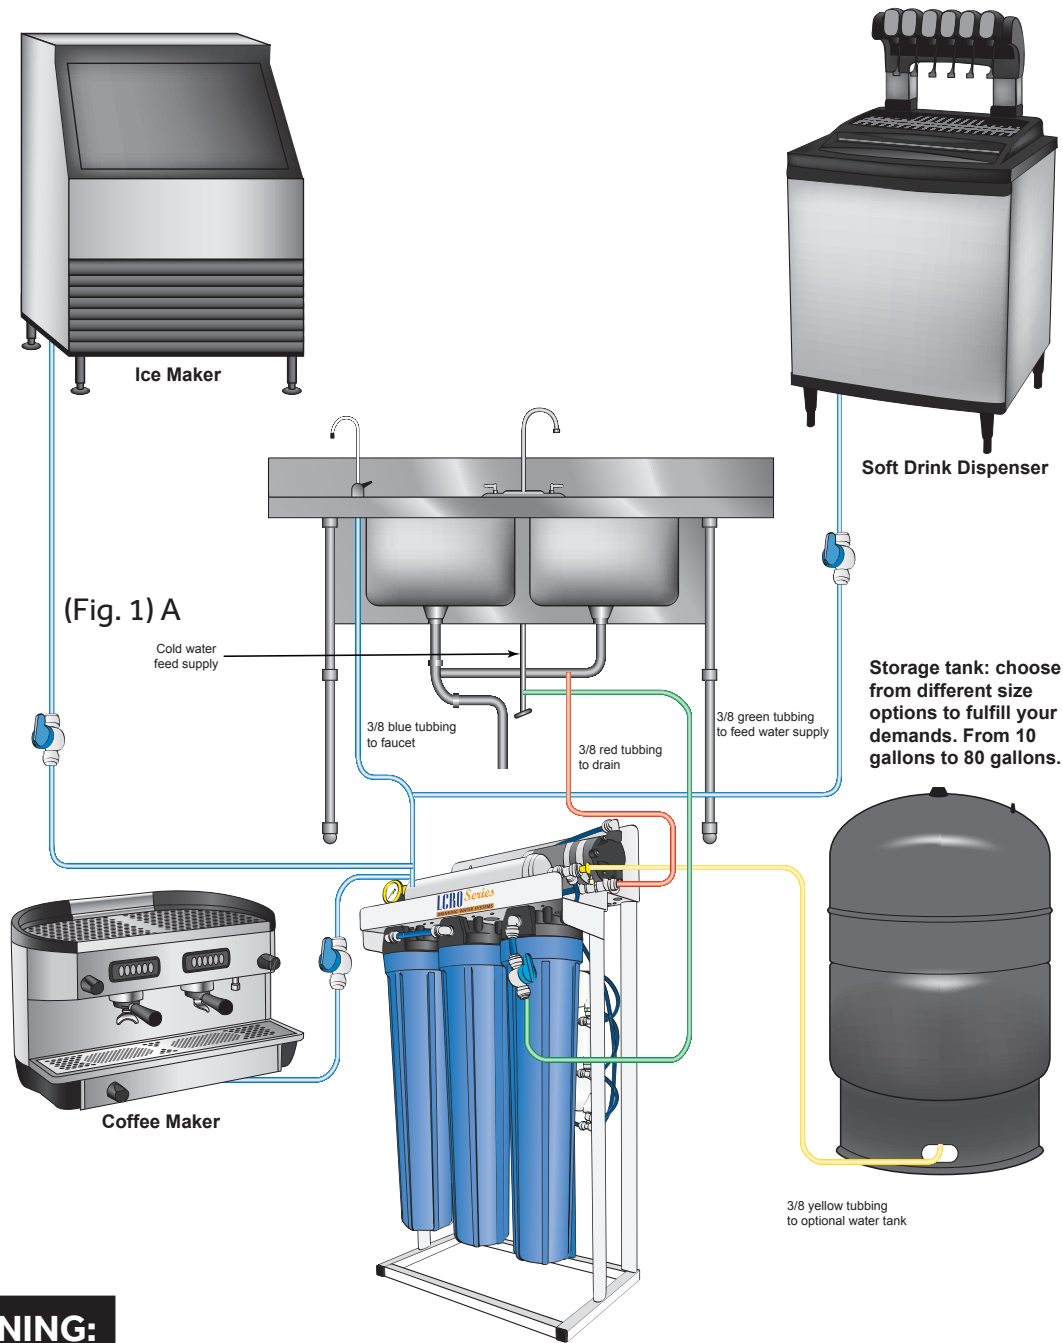 Ice Maker
Soft Drink Dispenser
(Fig. 1) A
Cold water
feed supply
3/8 blue tubbing
to faucet
3/8 red tubbing
to drain
3/8 green tubbing
to feed water supply
Storage tank: choose
from different size
options to fulfill your
demands. From 10
gallons to 80 gallons.
LCRO Series
DRINKING WATER SYSTEMS
Coffee Maker
3/8 yellow tubbing
to optional water tank
NING: